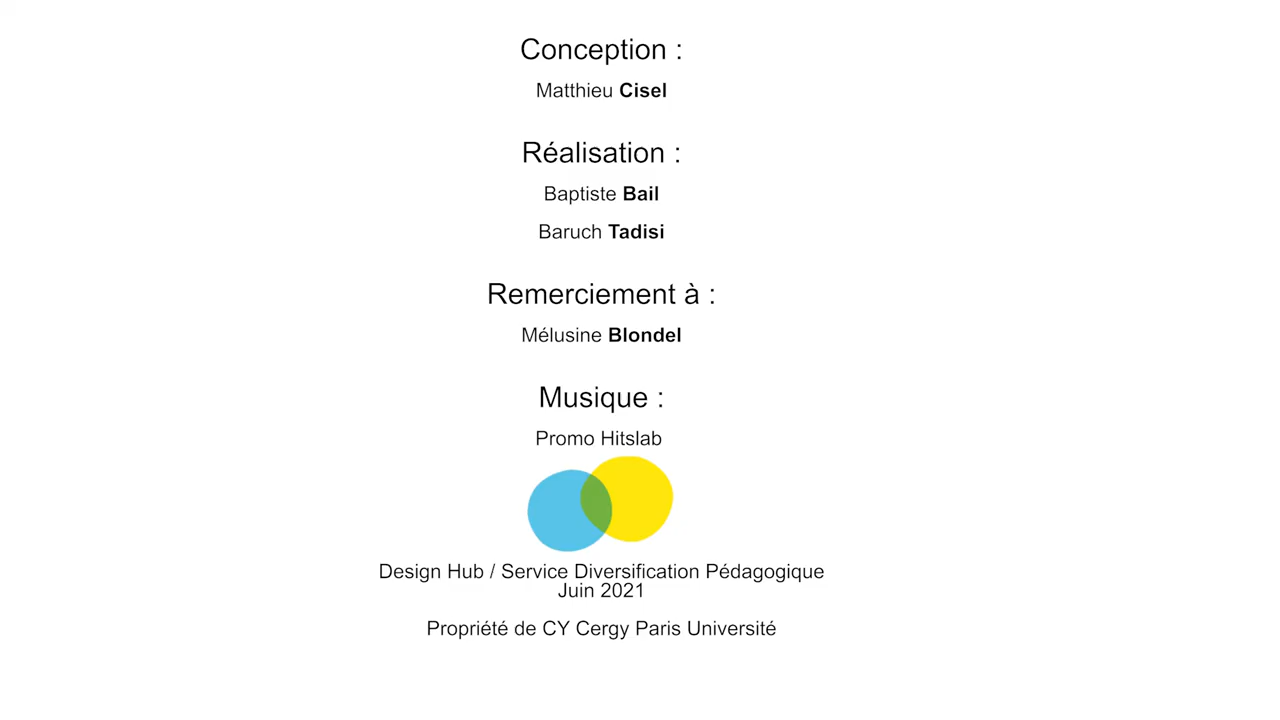 Conception :
Matthieu Cisel
Réalisation :
Baptiste Bail
Baruch Tadisi
Remerciement à :
Mélusine Blondel
Musique :
Promo Hitslab
Design Hub / Service Diversification Pédagogique
Juin 2021
Propriété de CY Cergy Paris Université